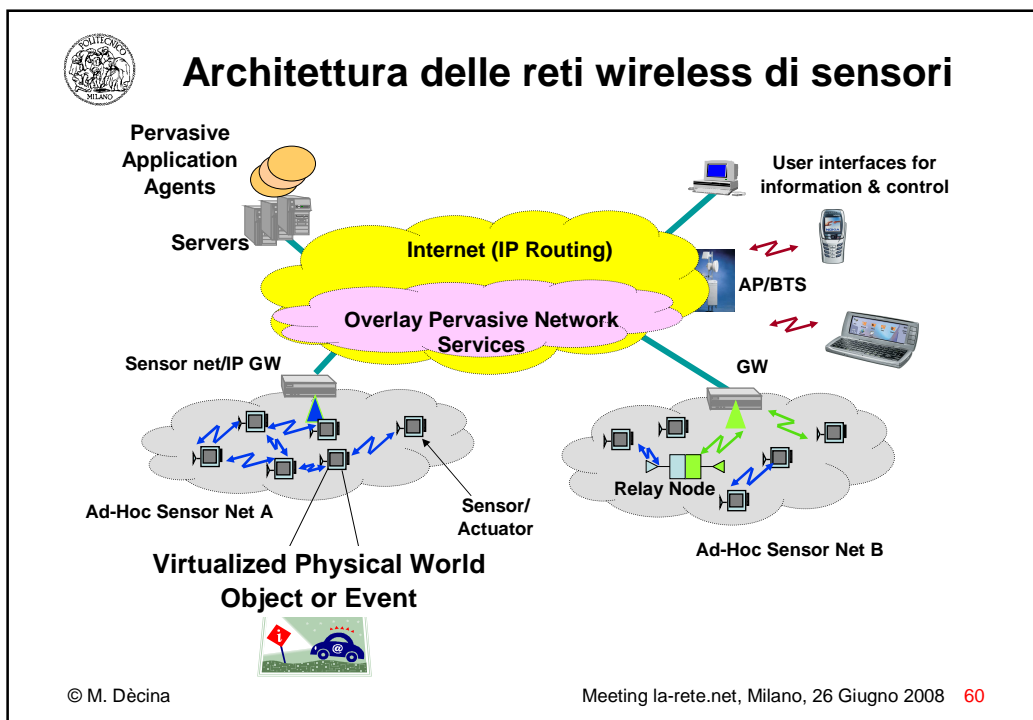 POLITECNICO
MILANO
Architettura delle reti wireless di sensori
Pervasive
Application
Agents
Servers
User interfaces for
information & control
Internet (IP Routing)
AP/BTS
Overlay Pervasive Network
Services
Sensor net/IP GW
GW
Relay Node
Ad-Hoc Sensor Net A
Sensor/
Actuator
Ad-Hoc Sensor Net B
Virtualized Physical World
Object or Event
i
@
© M. Dècina
Meeting la-rete.net, Milano, 26 Giugno 2008 60